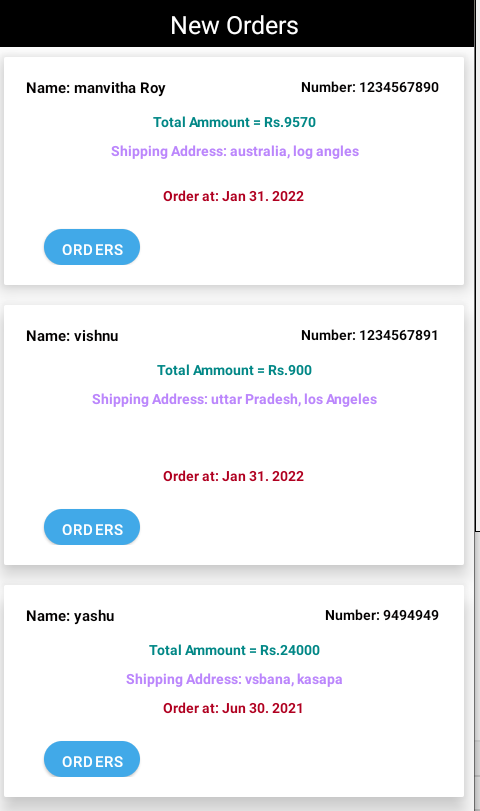 New Orders
Name: manvitha Roy Number: 1234567890
Total Ammount = Rs.9570
Shipping Address: australia, log angles
Order at: Jan 31. 2022
ORDERS
Name: vishnu Number: 1234567891
Total Ammount = Rs.900
Shipping Address: uttar Pradesh, los Angeles
Order at: Jan 31. 2022
ORDERS
Name: yashu Number: 9494949
Total Ammount = Rs.24000
Shipping Address: vsbana, kasapa
Order at: Jun 30. 2021
ORDERS